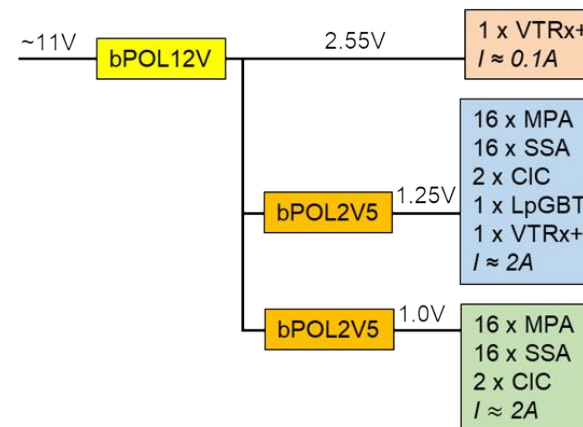 ~11V
bPOL12V
2.55V
1 x VTRx+
I ≈ 0.1A
16 x MPA
16 x SSA
2 x CIC
1 x LpGBT
1 x VTRx+
I ≈ 2A
bPOL2V5
1.25V
bPOL2V5
1.0V
16 x MPA
16 x SSA
2 x CIC
I ≈ 2A